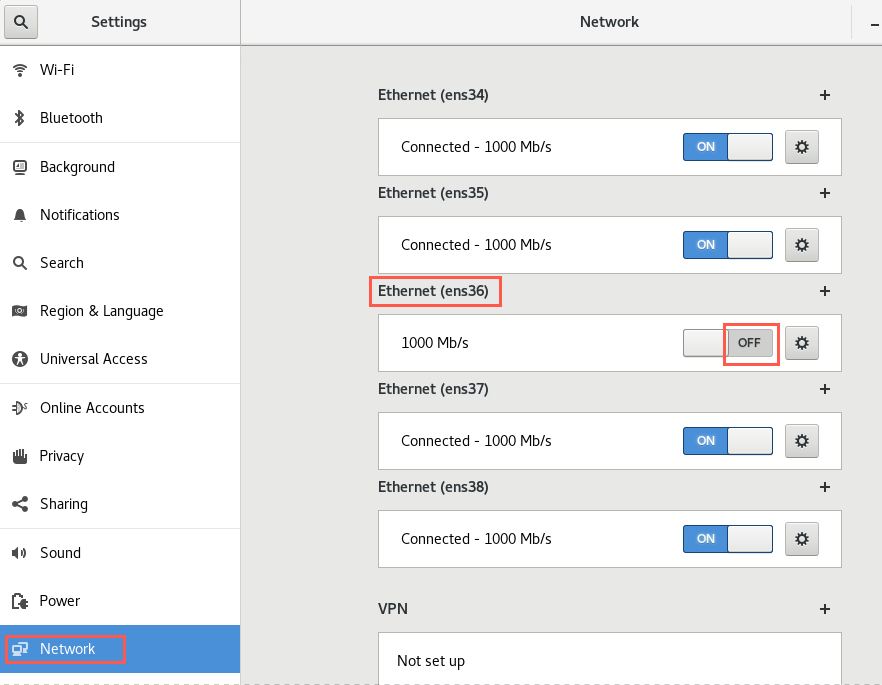 Settings
Network
Wi-Fi
Bluetooth
Background
Notifications
Search
Region & Language
Universal Access
Online Accounts
Privacy
Sharing
Sound
Power
Network
Ethernet (ens34)
Connected - 1000 Mb/s ON
Ethernet (ens35)
Connected - 1000 Mb/s ON
Ethernet (ens36)
1000 Mb/s OFF
Ethernet (ens37)
Connected - 1000 Mb/s ON
Ethernet (ens38)
Connected - 1000 Mb/s ON
VPN
Not set up